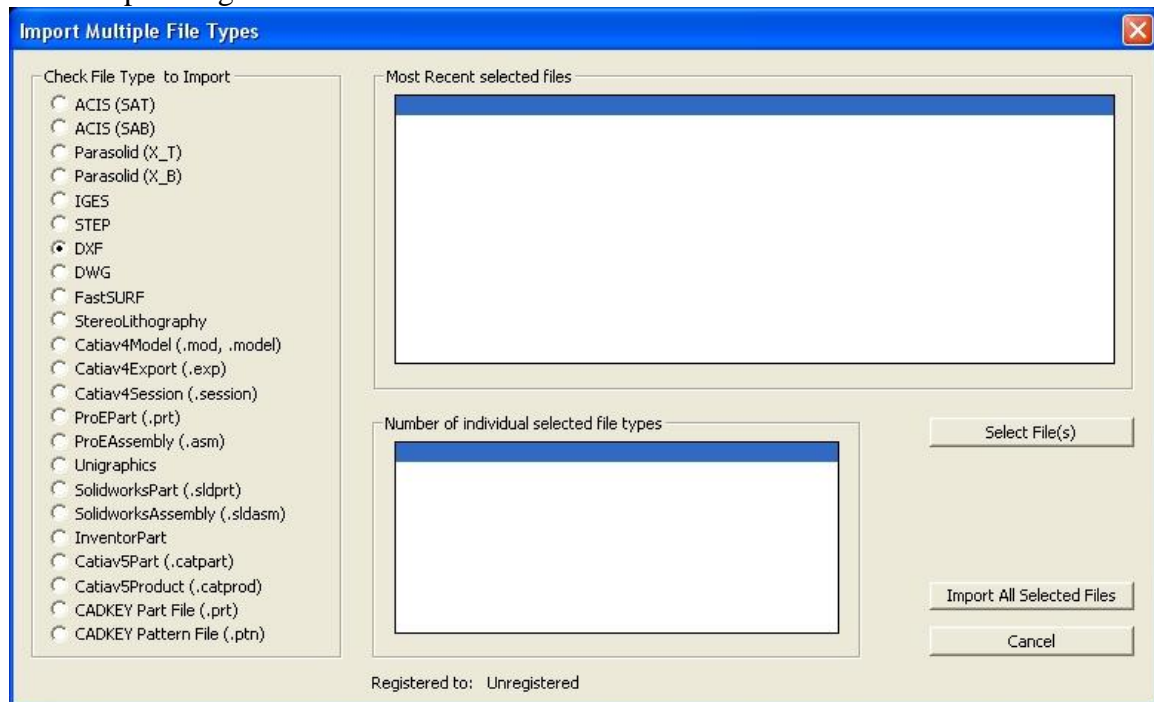 Import Multiple File Types
Check File Type to Import
ACIS (SAT)
ACIS (SAB)
Parasolid (X_T)
Parasolid (X_B)
IGES
STEP
DXF
DWG
FastSURF
StereoLithography
Catiav4Model (.mod, .model)
Catiav4Export (.exp)
Catiav4Session (.session)
ProEPart (.prt)
ProEAssembly (.asm)
Unigraphics
SolidworksPart (.sldprt)
SolidworksAssembly (.sldasm)
InventorPart
Catiav5Part (.catpart)
Catiav5Product (.catprod)
CADKEY Part File (.prt)
CADKEY Pattern File (.ptn)
Most Recent selected files
Number of individual selected file types
Select File(s)
Import All Selected Files
Cancel
Registered to: Unregistered